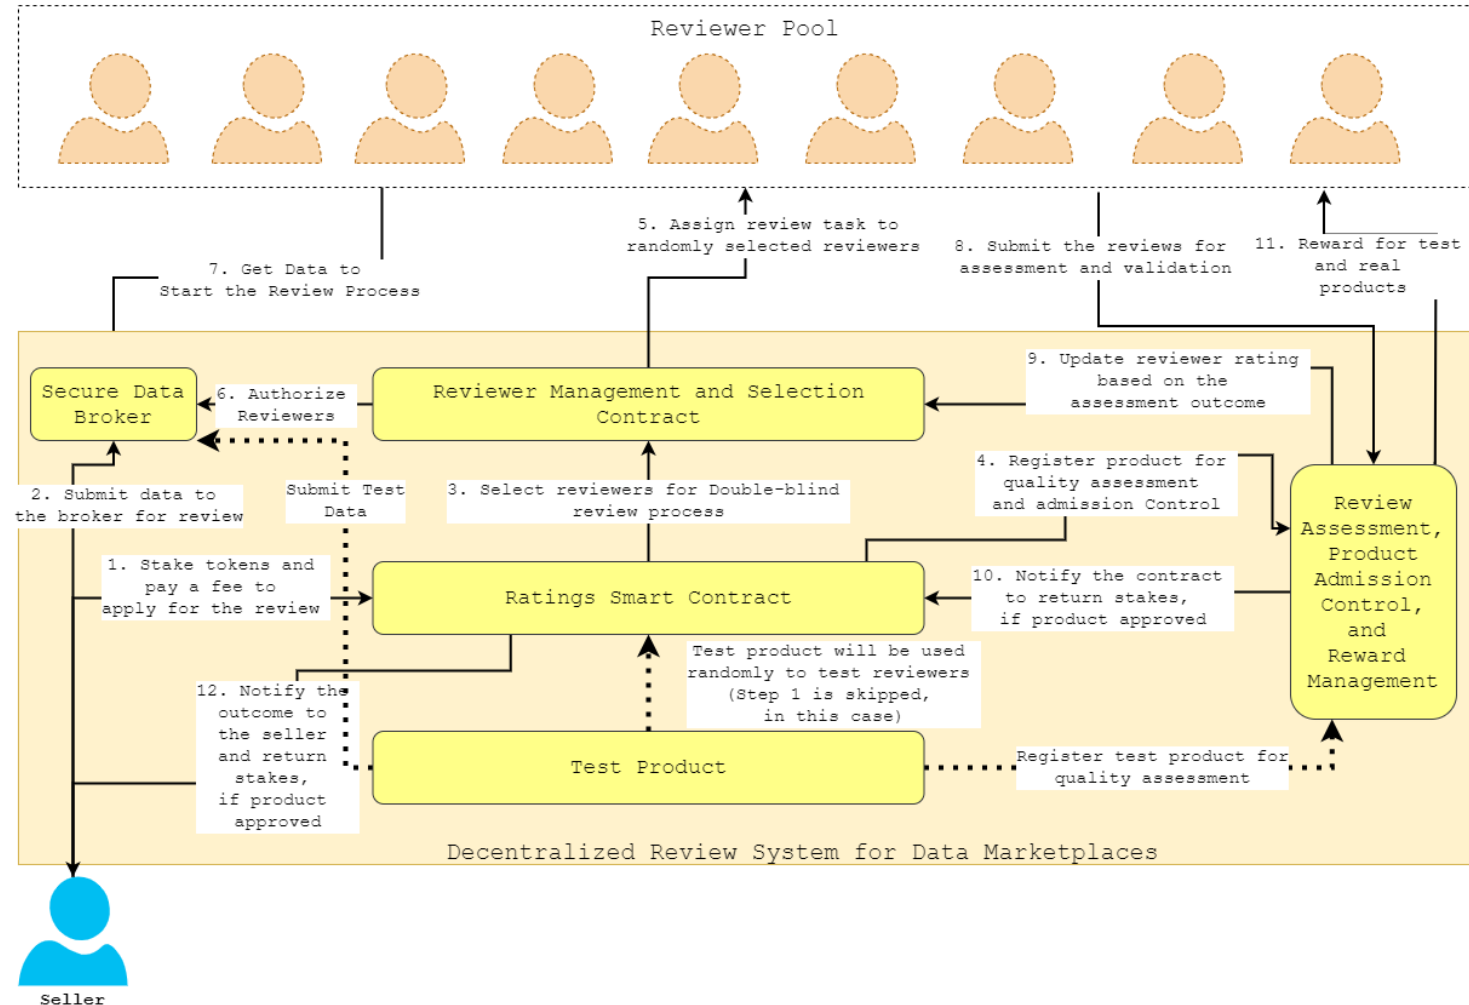 Reviewer Pool
5. Assign review task to
randomly selected reviewers
8. Submit the reviews for
assessment and validation
11. Reward for test
and real
products
7. Get Data to
Start the Review Process
Secure Data
Broker
6. Authorize
Reviewers
Reviewer Management and Selection
Contract
9. Update reviewer rating
based on the
assessment outcome
2. Submit data to
the broker for review
Submit Test
Data
3. Select reviewers for Double-blind
review process
4. Register product for
quality assessment
and admission Control
Review
Assessment,
Product
Admission
Control,
and
Reward
Management
1. Stake tokens and
pay a fee to
apply for the review
Ratings Smart Contract
10. Notify the contract
to return stakes,
if product approved
Test product will be used
randomly to test reviewers
(Step 1 is skipped,
in this case)
12. Notify the
outcome to
the seller
and return
stakes,
if product
approved
Test Product
Register test product for
quality assessment
Decentralized Review System for Data Marketplaces
Seller